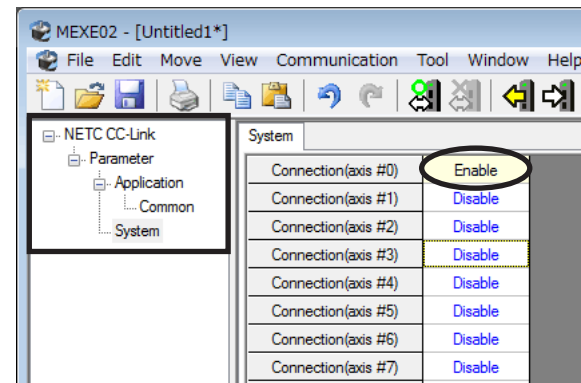 MEXE02 - [Untitled1*]
File Edit Move View Communication Tool Window Help
NETC CC-Link
Parameter
Application
Common
System
System
Connection(axis #0) Enable
Connection(axis #1) Disable
Connection(axis #2) Disable
Connection(axis #3) Disable
Connection(axis #4) Disable
Connection(axis #5) Disable
Connection(axis #6) Disable
Connection(axis #7) Disable